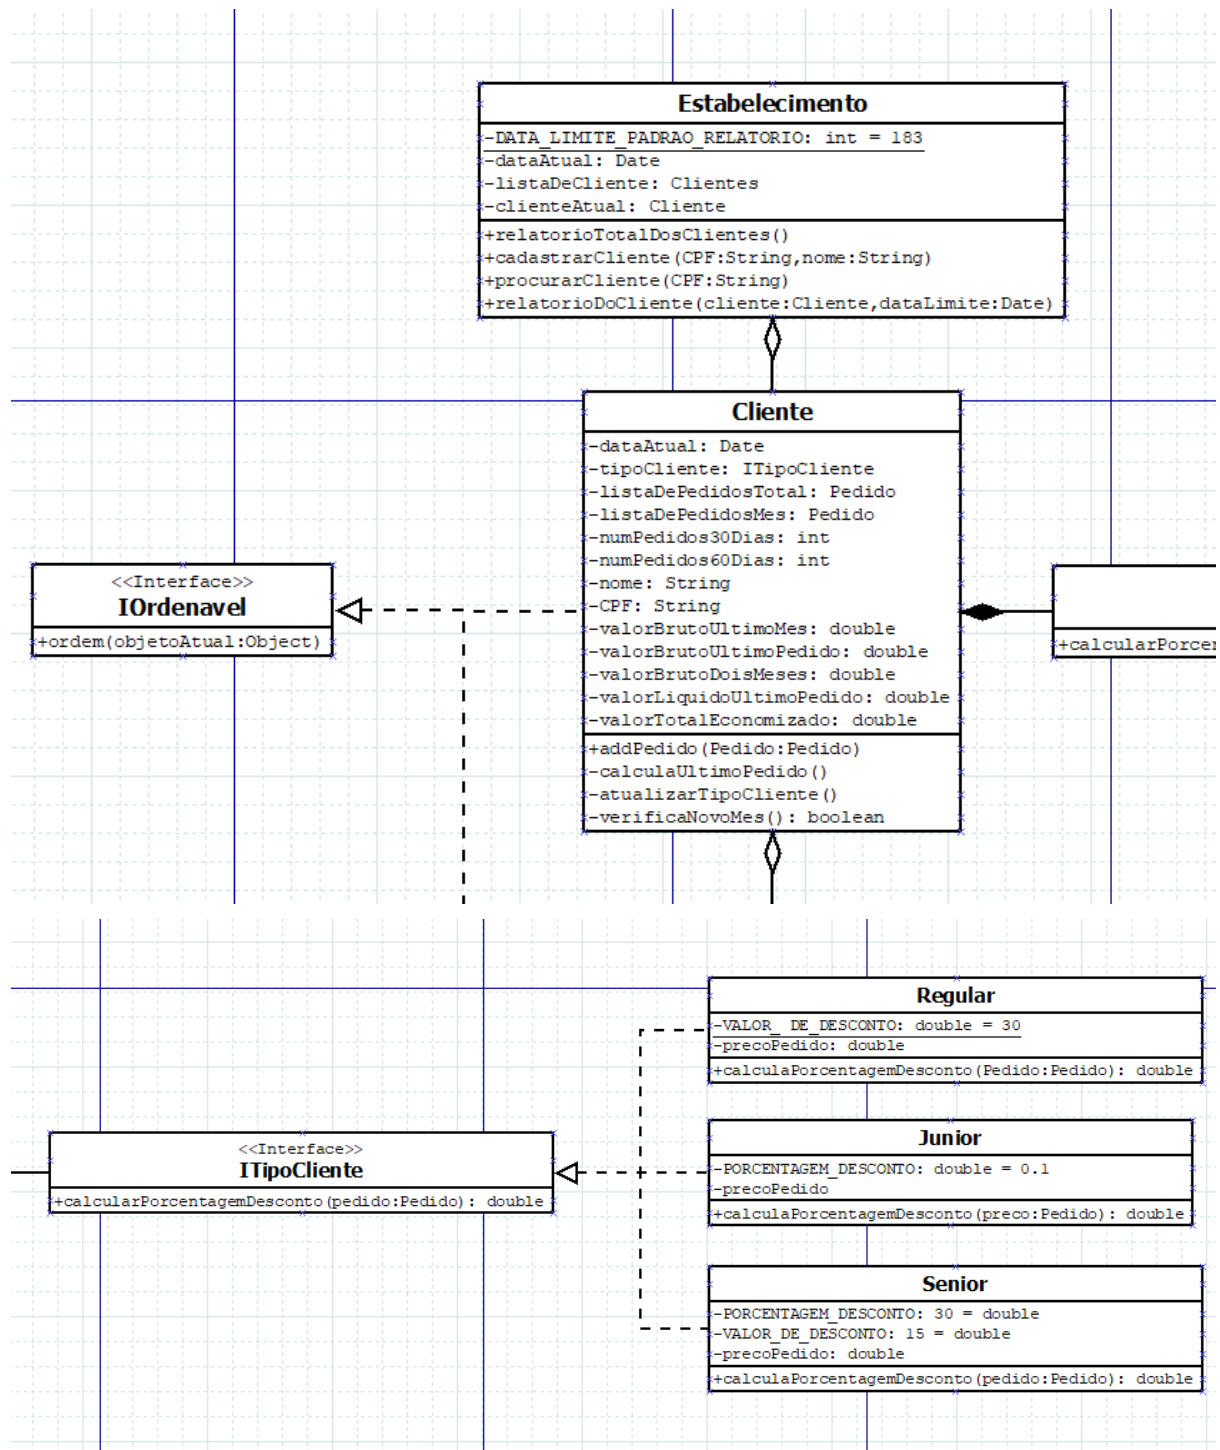 Estabelecimento
-DATA_LIMITE_PADRAO_RELATORIO: int = 183
-dataAtual: Date
-listaDeCliente: Clientes
-clienteAtual: Cliente
+relatorioTotalDosClientes()
+cadastrarCliente(CPF:String,nome:String)
+procurarCliente(CPF:String)
+relatorioDoCliente(cliente:Cliente,dataLimite:Date)
Cliente
-dataAtual: Date
-tipoCliente: ITipoCliente
-listaDePedidosTotal: Pedido
-listaDePedidosMes: Pedido
-numPedidos30Dias: int
-numPedidos60Dias: int
-nome: String
-CPF: String
-valorBrutoUltimoMes: double
-valorBrutoUltimoPedido: double
-valorBrutoDoisMeses: double
-valorLiquidoUltimoPedido: double
-valorTotalEconomizado: double
+addPedido(Pedido:Pedido)
-calculaUltimoPedido()
-atualizarTipoCliente()
-verificaNovoMes(): boolean
<<Interface>>
IOrdenavel
+ordem(objetoAtual:Object)
+calcularPorcen
<<Interface>>
ITipoCliente
+calcularPorcentagemDesconto(pedido:Pedido): double
Regular
-VALOR_ DE_DESCONTO: double = 30
-precoPedido: double
+calculaPorcentagemDesconto(Pedido:Pedido): double
Junior
-PORCENTAGEM_DESCONTO: double = 0.1
-precoPedido
+calculaPorcentagemDesconto(preco:Pedido): double
Senior
-PORCENTAGEM_DESCONTO: 30 = double
-VALOR_DE_DESCONTO: 15 = double
-precoPedido: double
+calculaPorcentagemDesconto(pedido:Pedido): double